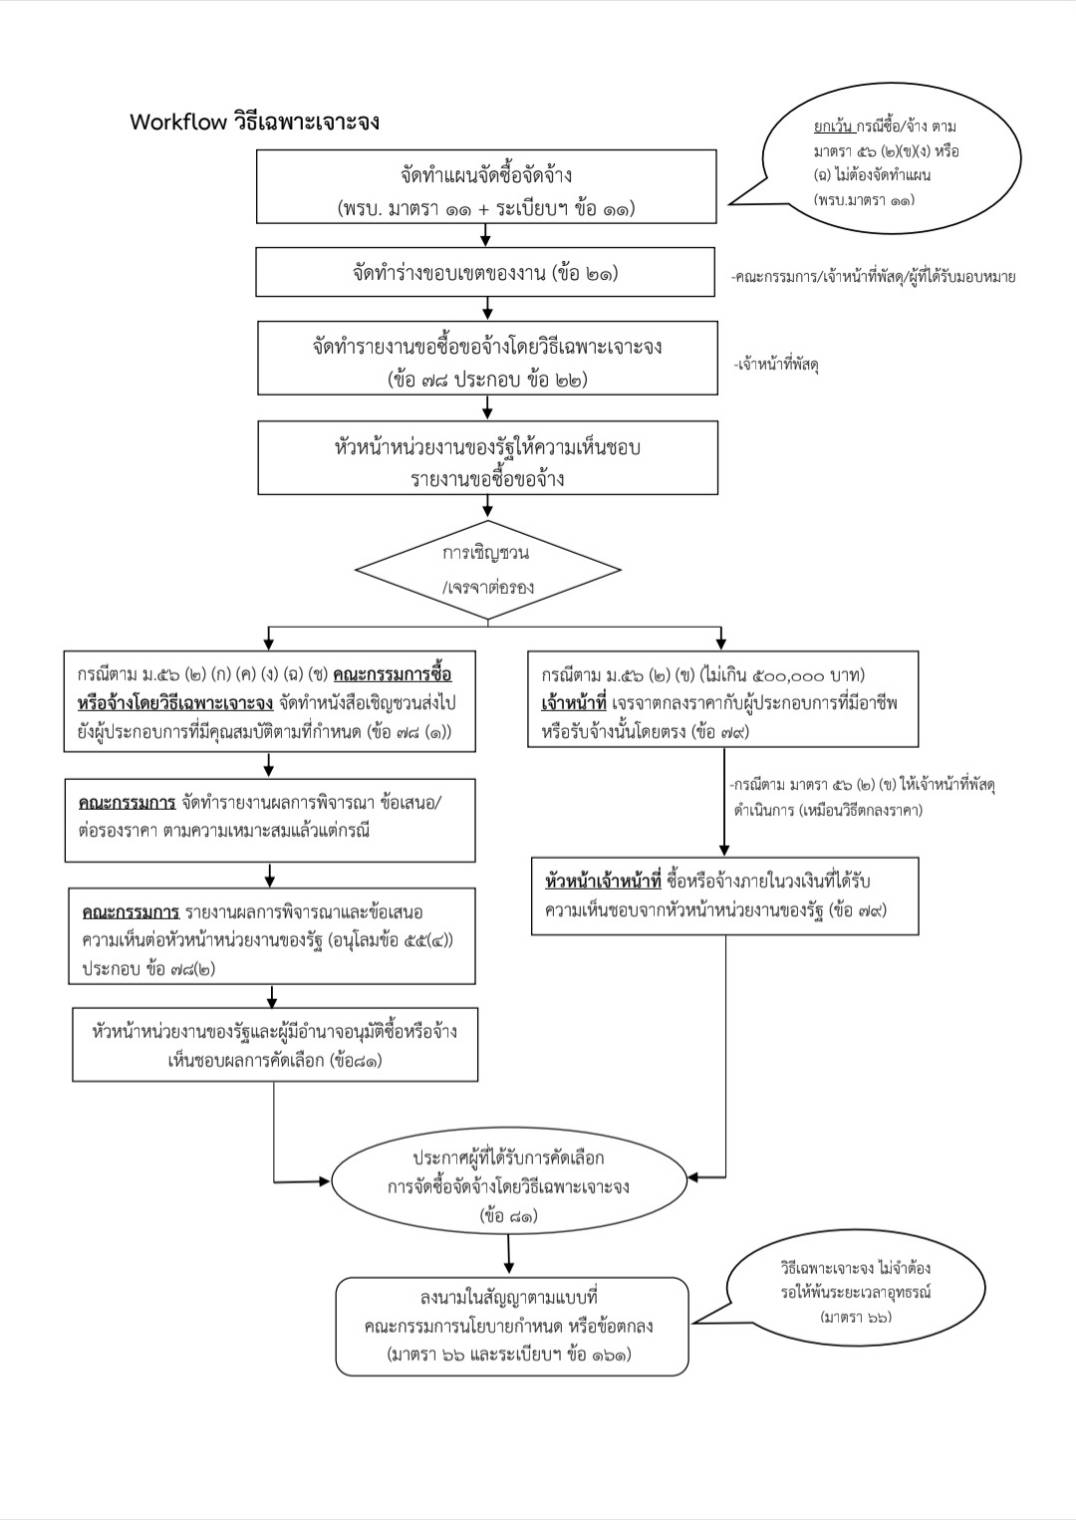 Workflow วิธีเฉพาะเจาะจง
ยกเว้น กรณีซื้อ/จ้าง ตาม
มาตรา ๕๖ (๒)(ข)(ง) หรือ
(ฉ) ไม่ต้องจัดทำแผน
(พรบ.มาตรา ๑๑)
จัดทำแผนจัดซื้อจัดจ้าง
(พรบ. มาตรา ๑๑ + ระเบียบฯ ข้อ ๑๑)
จัดทำร่างขอบเขตของงาน (ข้อ ๒๑)
-คณะกรรมการ/เจ้าหน้าที่พัสดุ/ผู้ที่ได้รับมอบหมาย
จัดทำรายงานขอซื้อขอจ้างโดยวิธีเฉพาะเจาะจง
(ข้อ ๗๘ ประกอบ ข้อ ๒๒)
-เจ้าหน้าที่พัสดุ
หัวหน้าหน่วยงานของรัฐให้ความเห็นชอบ
รายงานขอซื้อขอจ้าง
การเชิญชวน
/เจรจาต่อรอง
กรณีตาม ม.๕๖ (๒) (ก) (ค) (ง) (ฉ) (ช) คณะกรรมการซื้อ
หรือจ้างโดยวิธีเฉพาะเจาะจง จัดทำหนังสือเชิญชวนส่งไป
ยังผู้ประกอบการที่มีคุณสมบัติตามที่กำหนด (ข้อ ๗๘ (๑))
กรณีตาม ม.๕๖ (๒) (ข) (ไม่เกิน ๕๐๐,๐๐๐ บาท)
เจ้าหน้าที่ เจรจาตกลงราคากับผู้ประกอบการที่มีอาชีพ
หรือรับจ้างนั้นโดยตรง (ข้อ ๗๙)
-กรณีตาม มาตรา ๕๖ (๒) (ข) ให้เจ้าหน้าที่พัสดุ
ดำเนินการ (เหมือนวิธีตกลงราคา)
คณะกรรมการ จัดทำรายงานผลการพิจารณา ข้อเสนอ/
ต่อรองราคา ตามความเหมาะสมแล้วแต่กรณี
หัวหน้าเจ้าหน้าที่ ซื้อหรือจ้างภายในวงเงินที่ได้รับ
ความเห็นชอบจากหัวหน้าหน่วยงานของรัฐ (ข้อ ๗๙)
คณะกรรมการ รายงานผลการพิจารณาและข้อเสนอ
ความเห็นต่อหัวหน้าหน่วยงานของรัฐ (อนุโลมข้อ ๕๕(๔))
ประกอบ ข้อ ๗๘(๒)
หัวหน้าหน่วยงานของรัฐและผู้มีอำนาจอนุมัติซื้อหรือจ้าง
เห็นชอบผลการคัดเลือก (ข้อ๘๑)
ประกาศผู้ที่ได้รับการคัดเลือก
การจัดซื้อจัดจ้างโดยวิธีเฉพาะเจาะจง
(ข้อ ๘๑)
วิธีเฉพาะเจาะจง ไม่จำต้อง
รอให้พ้นระยะเวลาอุทธรณ์
(มาตรา ๖๖)
ลงนามในสัญญาตามแบบที่
คณะกรรมการนโยบายกำหนด หรือข้อตกลง
(มาตรา ๖๖ และระเบียบฯ ข้อ ๑๖๑)